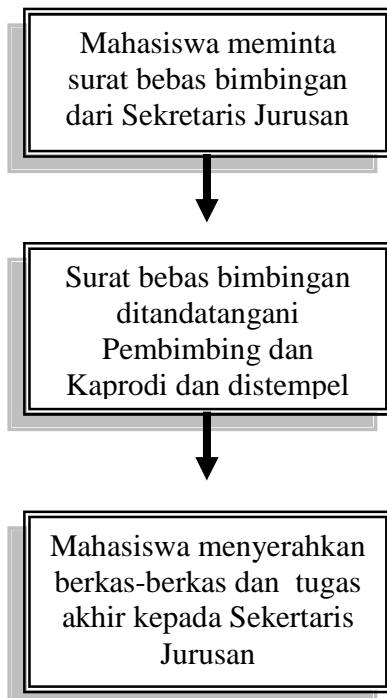 Mahasiswa meminta
surat bebas bimbingan
dari Sekretaris Jurusan
Surat bebas bimbingan
ditandatangani
Pembimbing dan
Kaprodi dan distempel
Mahasiswa menyerahkan
berkas-berkas dan tugas
akhir kepada Sekertaris
Jurusan